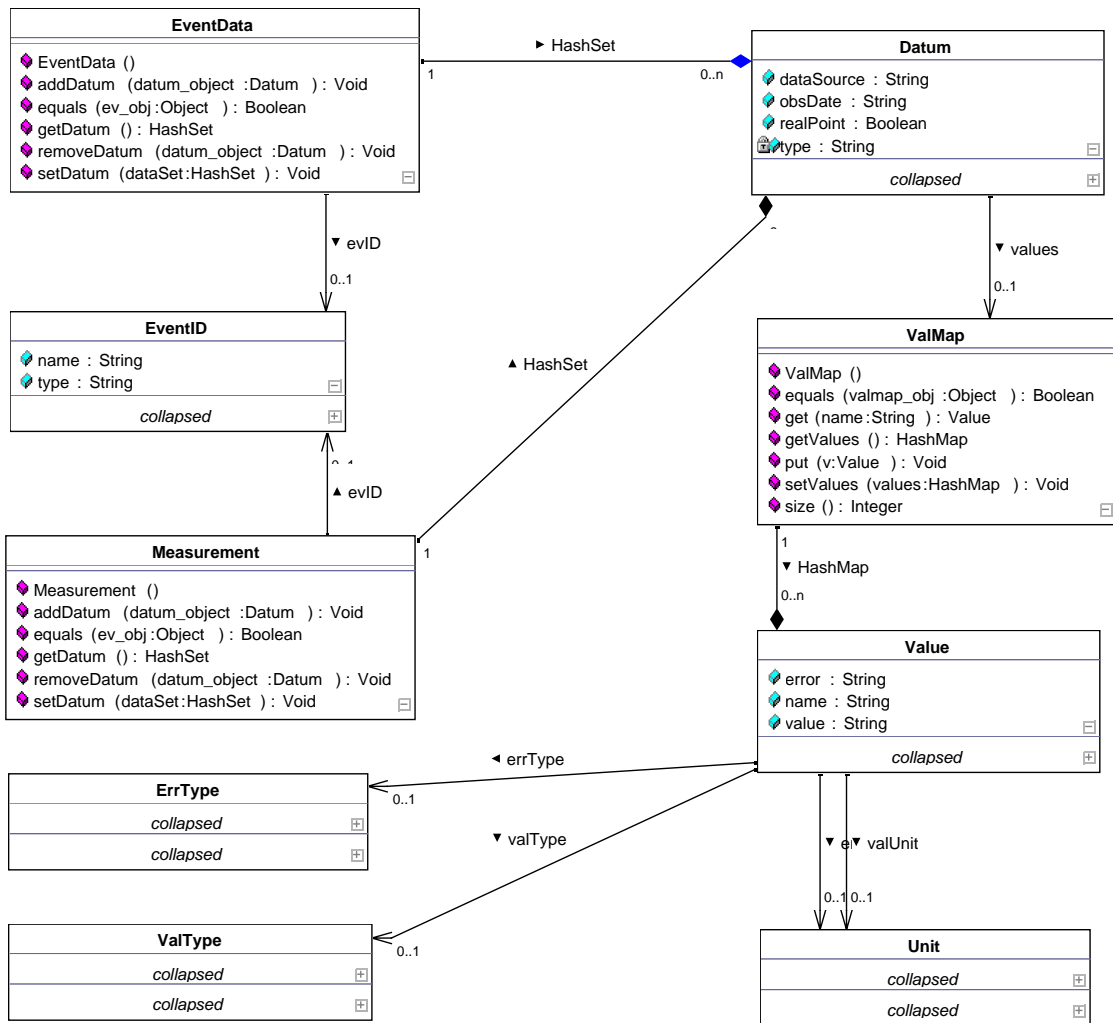 EventData
EventData ()
addDatum (datum_object :Datum ) : Void
equals (ev_obj:Object ) : Boolean
getDatum () : HashSet
removeDatum (datum_object :Datum ) : Void
setDatum (dataSet:HashSet ) : Void
HashSet
1
0..n
Datum
dataSource : String
obsDate : String
realPoint : Boolean
type : String
collapsed
evID
0..1
values
0..1
EventID
name : String
type : String
collapsed
HashSet
ValMap
ValMap ()
equals (valmap_obj :Object ) : Boolean
get (name:String ) : Value
getValues () : HashMap
put (v:Value ) : Void
setValues (values:HashMap ) : Void
size () : Integer
evID
1
Measurement
Measurement ()
addDatum (datum_object :Datum ) : Void
equals (ev_obj:Object ) : Boolean
getDatum () : HashSet
removeDatum (datum_object :Datum ) : Void
setDatum (dataSet:HashSet ) : Void
1
HashMap
0..n
Value
error : String
name : String
value : String
collapsed
errType
0..1
ErrType
collapsed
collapsed
valType
0..1
valUnit
0..1
0..1
ValType
collapsed
collapsed
Unit
collapsed
collapsed